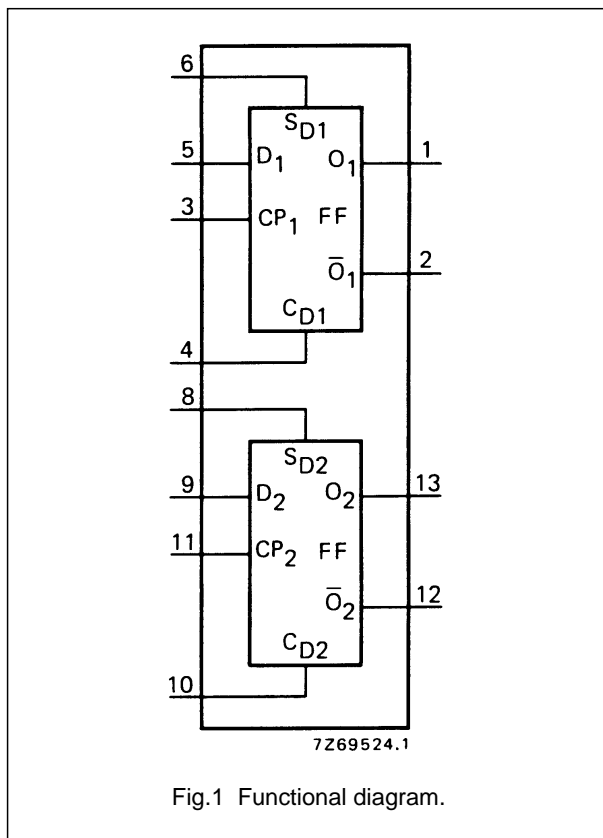 6
S_D1
5 D_1 O_1 1
3 CP_1 FF
Ō_1 2
C_D1
4
8
S_D2
9 D_2 O_2 13
11 CP_2 FF
Ō_2 12
C_D2
10
7Z69524.1
Fig.1 Functional diagram.